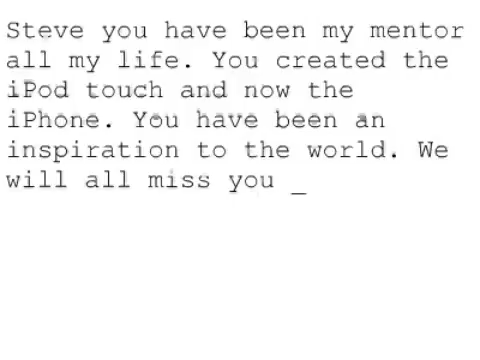 Steve you have been my mentor
all my life. You created the
iPod touch and now the
iPhone. You have been an
inspiration to the world. We
will all miss you _